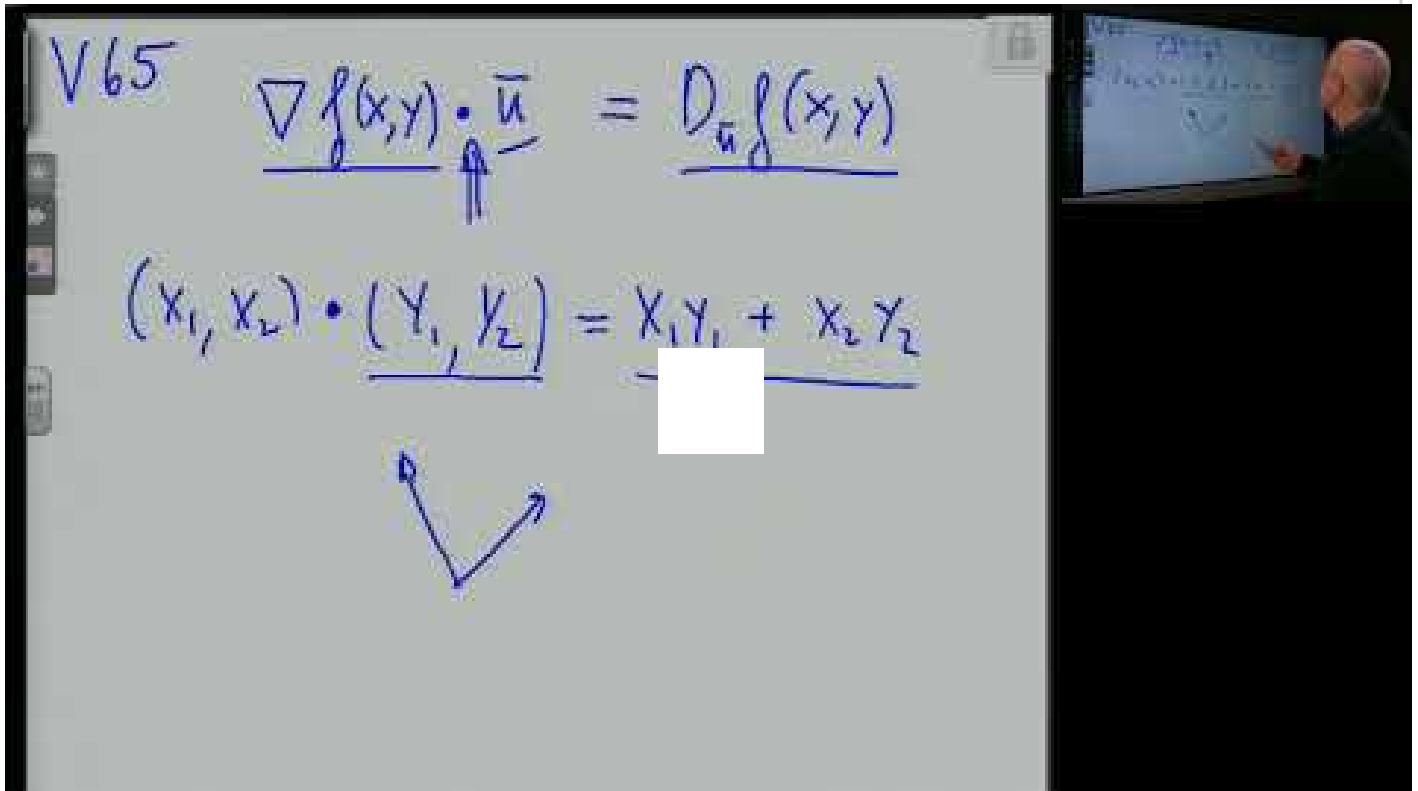 V65
∇f(x,y) • ū = D_ū f(x,y)
(x₁, x₂) • (y₁, y₂) = x₁y₁ + x₂y₂